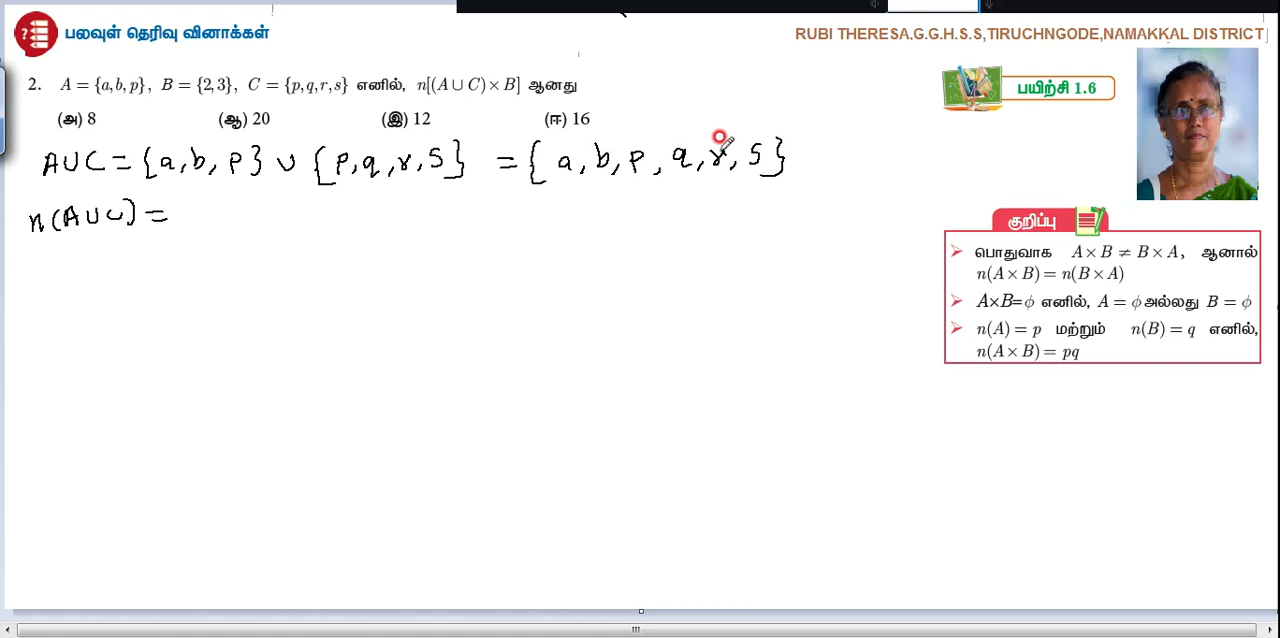 பலவுள் தெரிவு வினாக்கள்
RUBI THERESA,G.G.H.S.S,TIRUCHNGODE,NAMAKKAL DISTRICT
2. A = {a, b, p}, B = {2, 3}, C = {p, q, r, s} எனில், n[(A ∪ C) × B] ஆனது
(அ) 8 (ஆ) 20 (இ) 12 (ஈ) 16
பயிற்சி 1.6
A∪C = {a, b, p} ∪ {p, q, r, s} = {a, b, p, q, r, s}
n(A∪C) =
குறிப்பு
பொதுவாக A × B ≠ B × A, ஆனால்
n(A × B) = n(B × A)
A×B=ϕ எனில், A = ϕ அல்லது B = ϕ
n(A) = p மற்றும் n(B) = q எனில்,
n(A × B) = pq